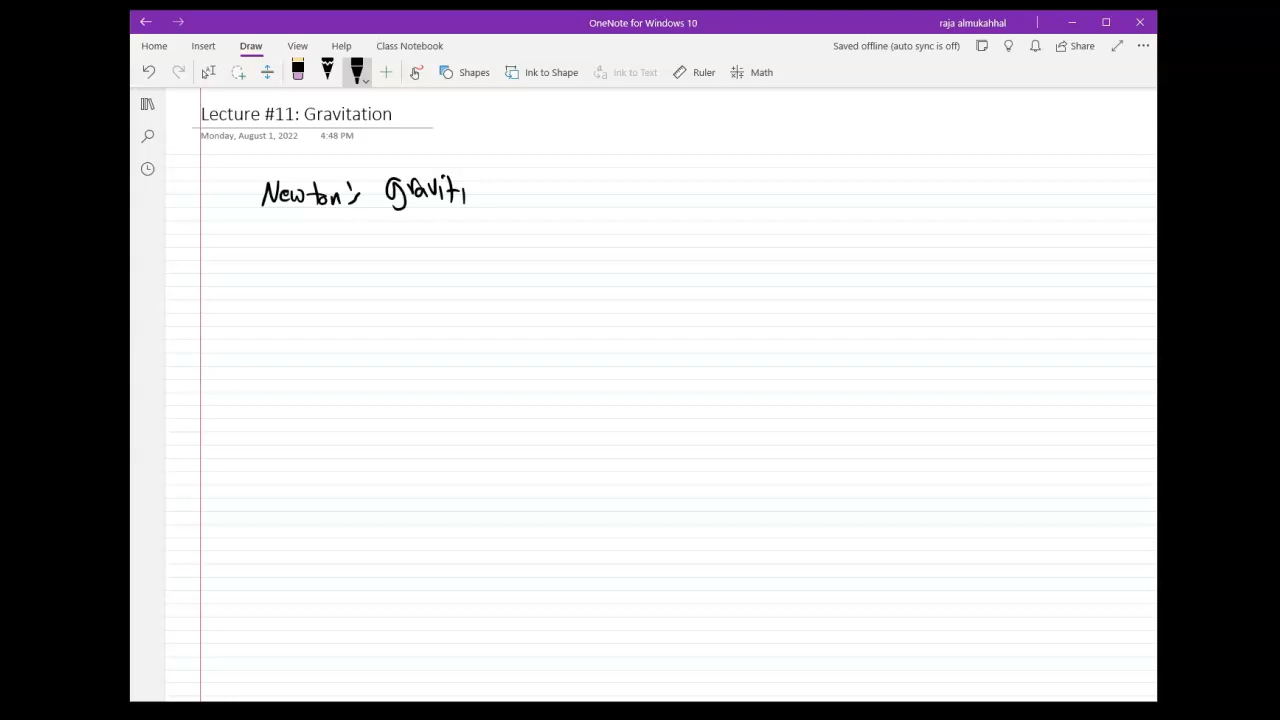 OneNote for Windows 10
raja almukahhal
Home Insert Draw View Help Class Notebook
Saved offline (auto sync is off) Share
Shapes Ink to Shape Ink to Text Ruler Math
Lecture #11: Gravitation
Monday, August 1, 2022 4:48 PM
Newton's graviti